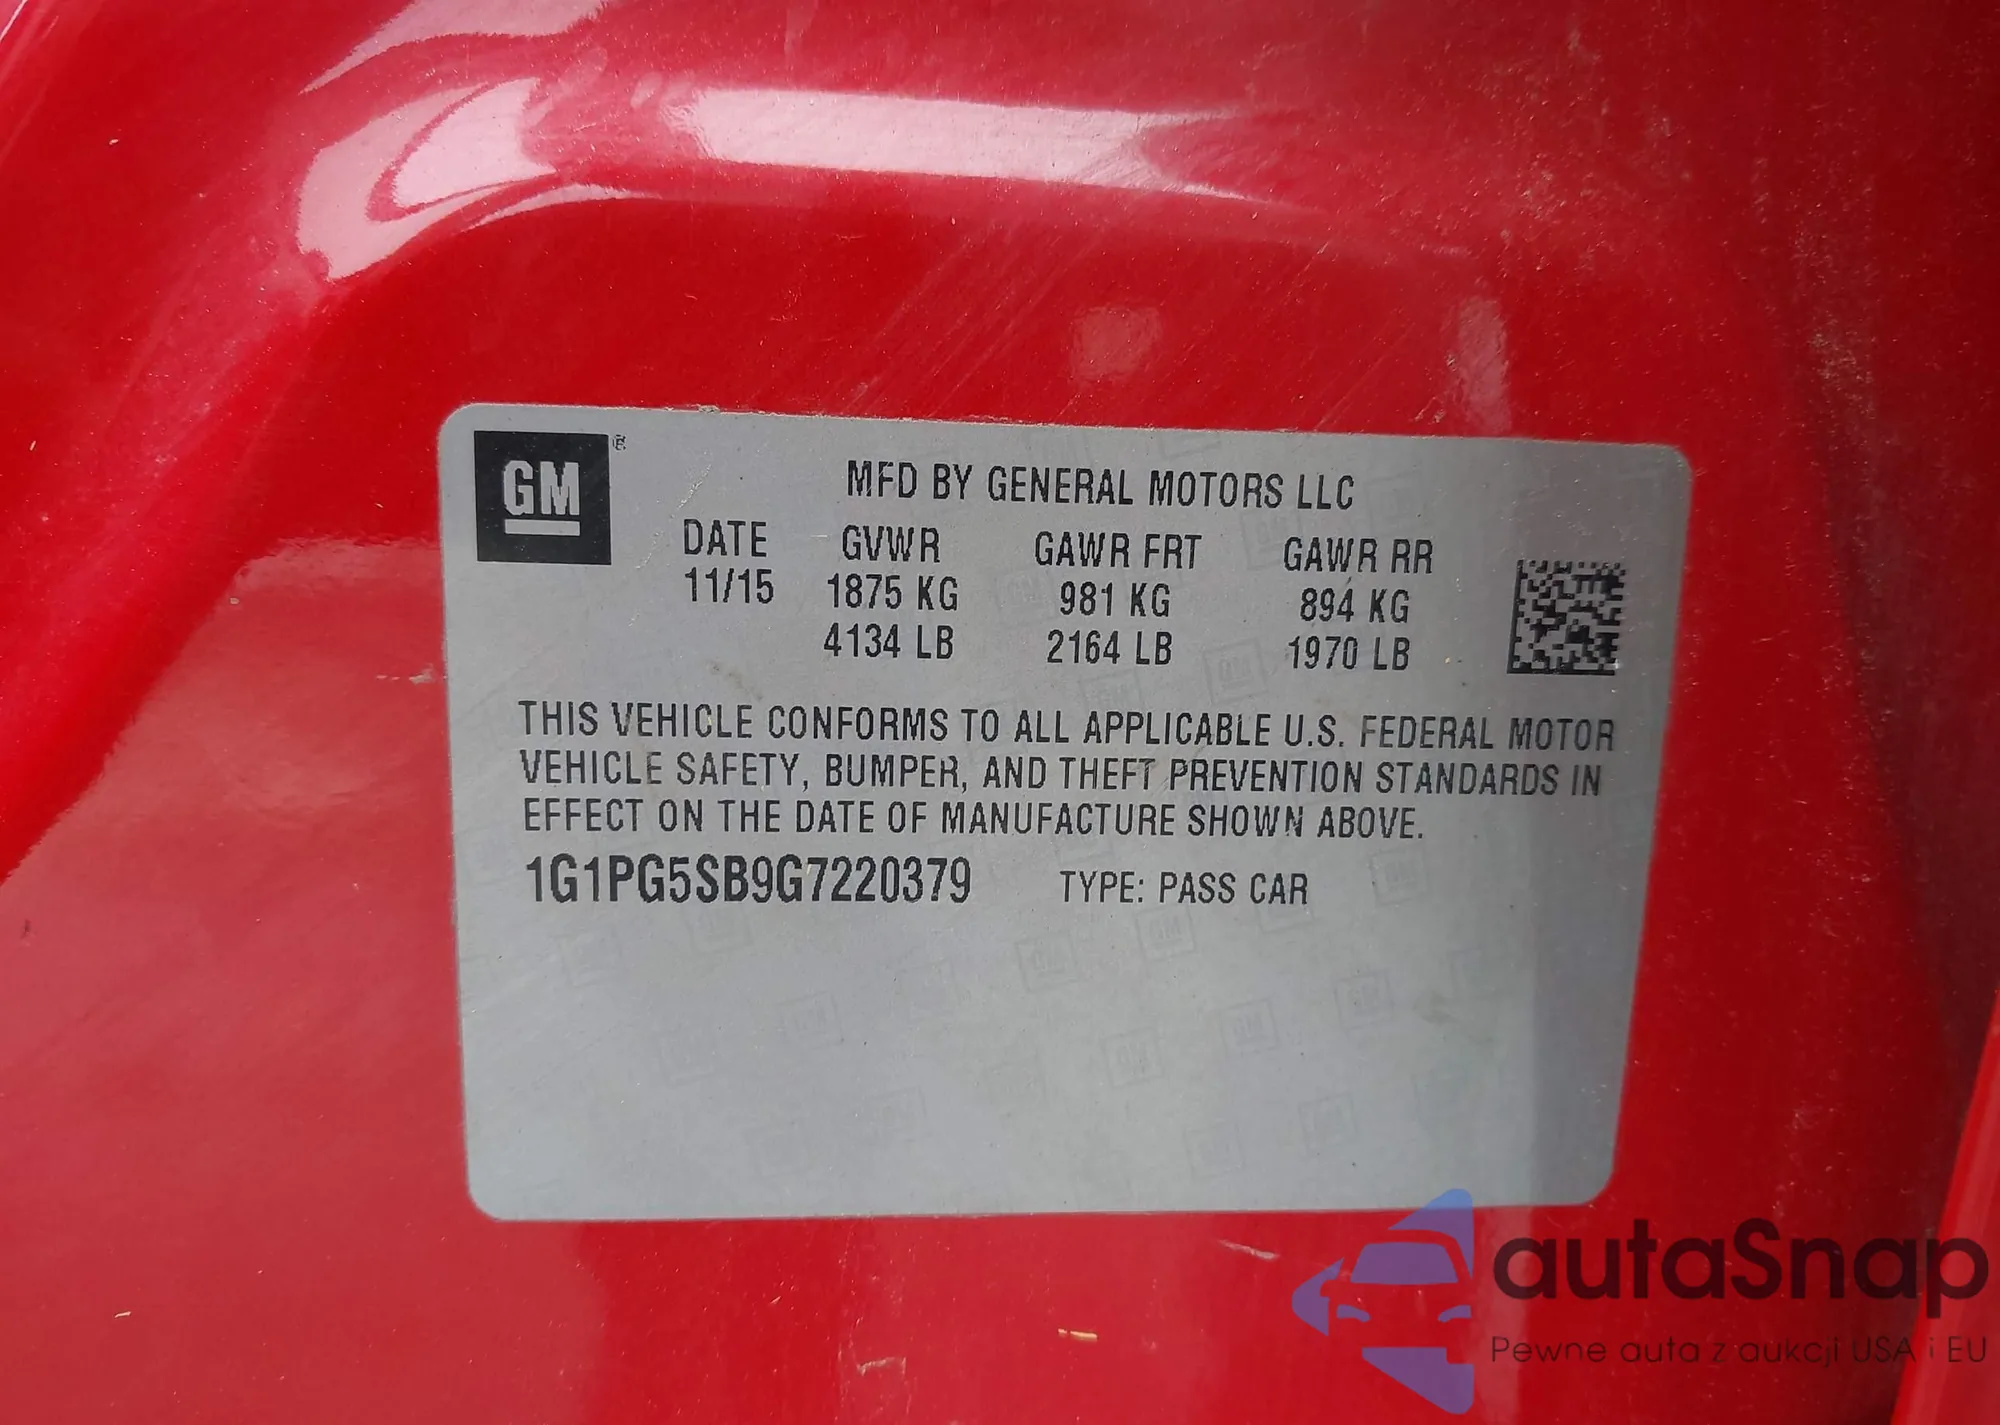 GM®
MFD BY GENERAL MOTORS LLC
DATE GVWR GAWR FRT GAWR RR
11/15 1875 KG 981 KG 894 KG
4134 LB 2164 LB 1970 LB
THIS VEHICLE CONFORMS TO ALL APPLICABLE U.S. FEDERAL MOTOR
VEHICLE SAFETY, BUMPER, AND THEFT PREVENTION STANDARDS IN
EFFECT ON THE DATE OF MANUFACTURE SHOWN ABOVE.
1G1PG5SB9G7220379 TYPE: PASS CAR
autaSnap
Pewne auta z aukcji USA i EU